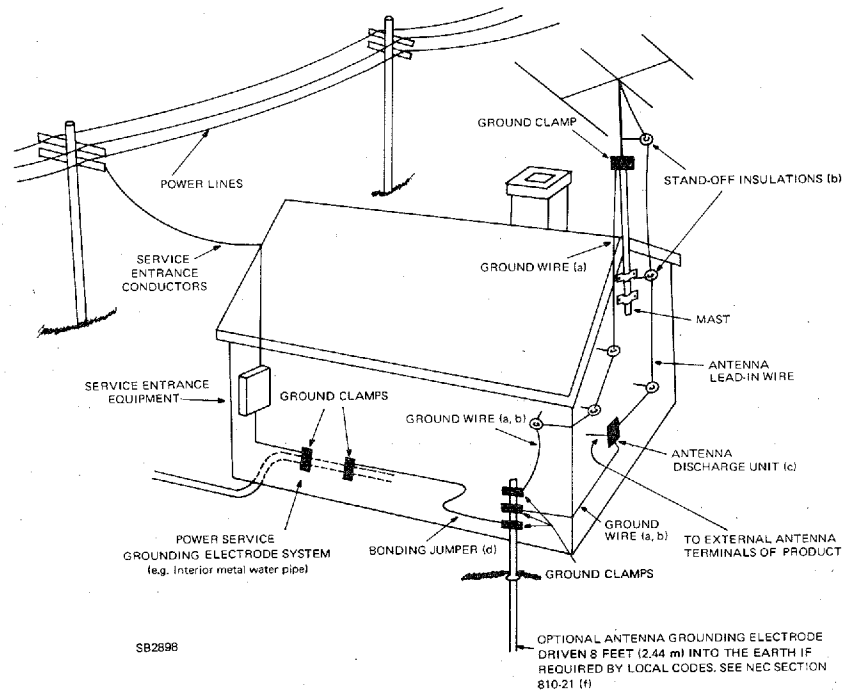 GROUND CLAMP
POWER LINES
STAND-OFF INSULATIONS (b)
SERVICE
ENTRANCE
CONDUCTORS
GROUND WIRE (a)
MAST
ANTENNA
LEAD-IN WIRE
SERVICE ENTRANCE
EQUIPMENT
GROUND CLAMPS
GROUND WIRE (a, b)
ANTENNA
DISCHARGE UNIT (c)
POWER SERVICE
GROUNDING ELECTRODE SYSTEM
(e.g. Interior metal water pipe)
BONDING JUMPER (d)
GROUND
WIRE (a, b)
TO EXTERNAL ANTENNA
TERMINALS OF PRODUCT
GROUND CLAMPS
SB2898
OPTIONAL ANTENNA GROUNDING ELECTRODE
DRIVEN 8 FEET (2.44 m) INTO THE EARTH IF
REQUIRED BY LOCAL CODES. SEE NEC SECTION
810-21 (f)